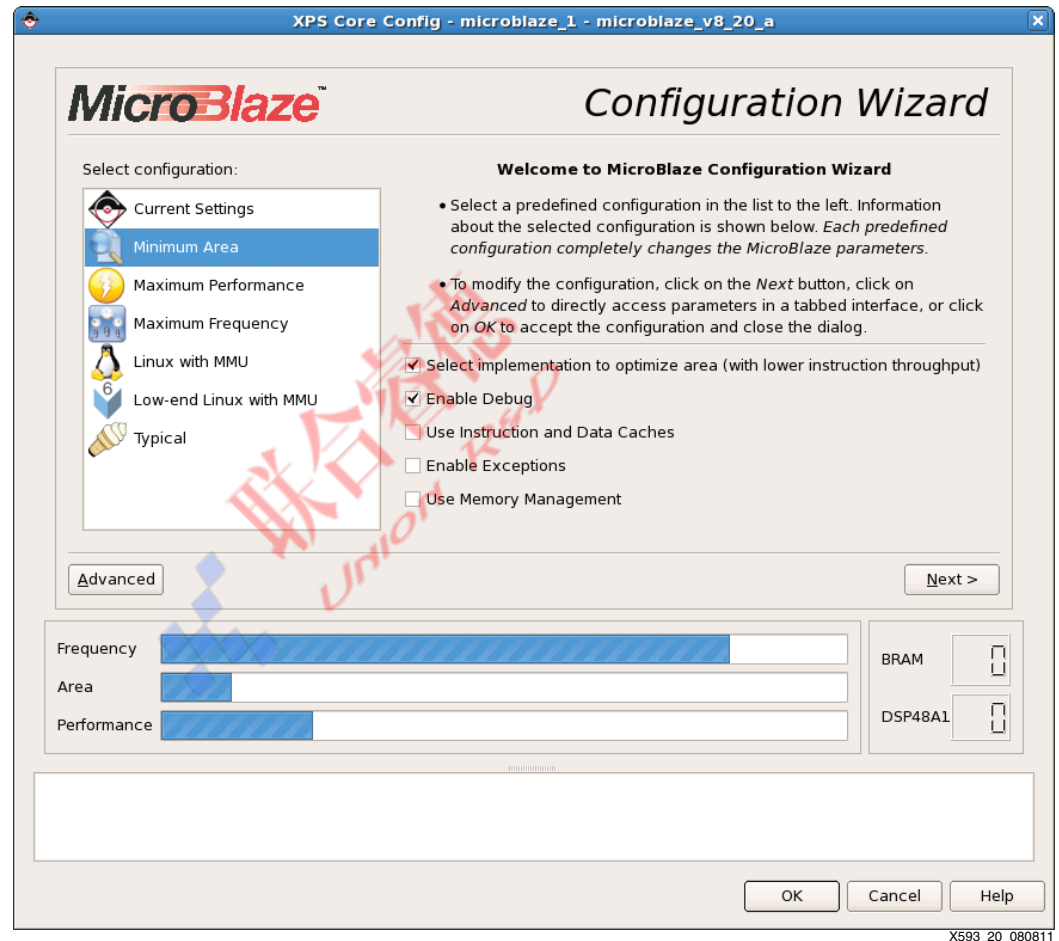 XPS Core Config - microblaze_1 - microblaze_v8_20_a
MicroBlaze™
Configuration Wizard
Select configuration:
Current Settings
Minimum Area
Maximum Performance
Maximum Frequency
Linux with MMU
6
Low-end Linux with MMU
Typical
Welcome to MicroBlaze Configuration Wizard
• Select a predefined configuration in the list to the left. Information
about the selected configuration is shown below. Each predefined
configuration completely changes the MicroBlaze parameters.
• To modify the configuration, click on the Next button, click on
Advanced to directly access parameters in a tabbed interface, or click
on OK to accept the configuration and close the dialog.
Select implementation to optimize area (with lower instruction throughput)
Enable Debug
Use Instruction and Data Caches
Enable Exceptions
Use Memory Management
联合睿德
Union R&D
Advanced
Next >
Frequency
Area
Performance
BRAM 0
DSP48A1 0
OK
Cancel
Help
X593_20_080811